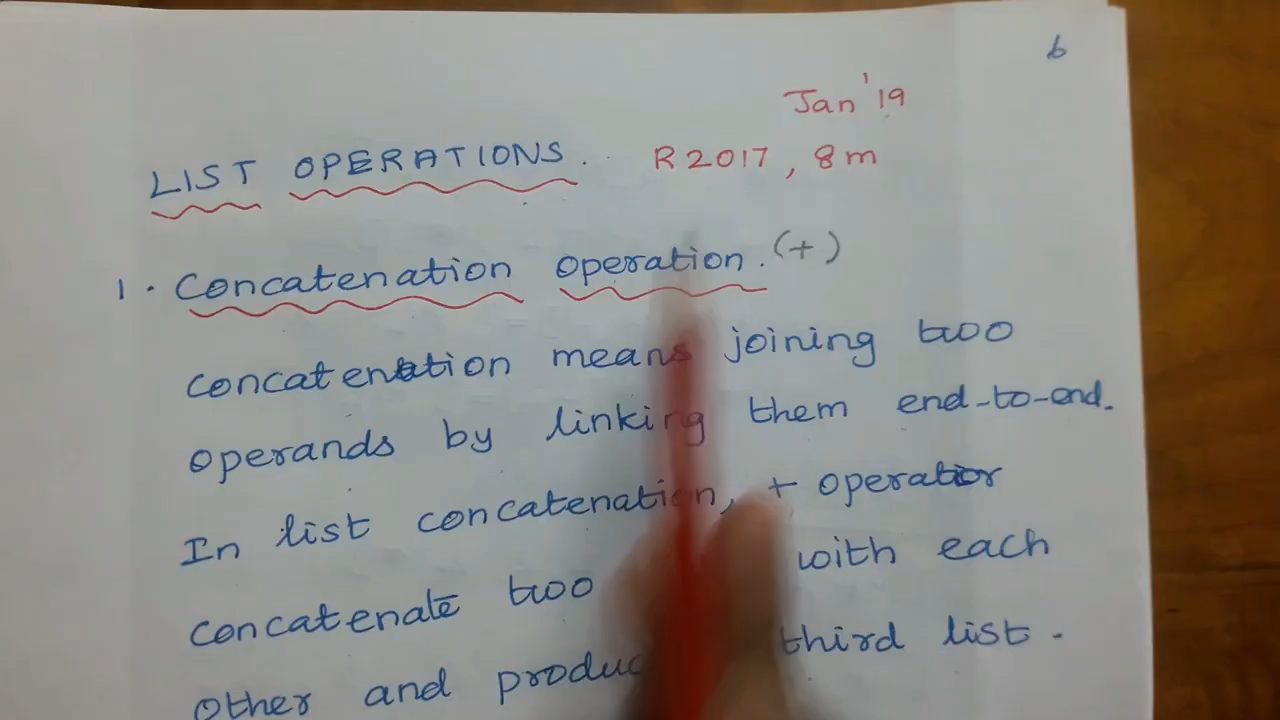 6
Jan '19
LIST OPERATIONS. R2017, 8m
1. Concatenation operation. (+)
concatenation means joining two
operands by linking them end-to-end.
In list concatenation, + operator
concatenate two with each
other and third list.